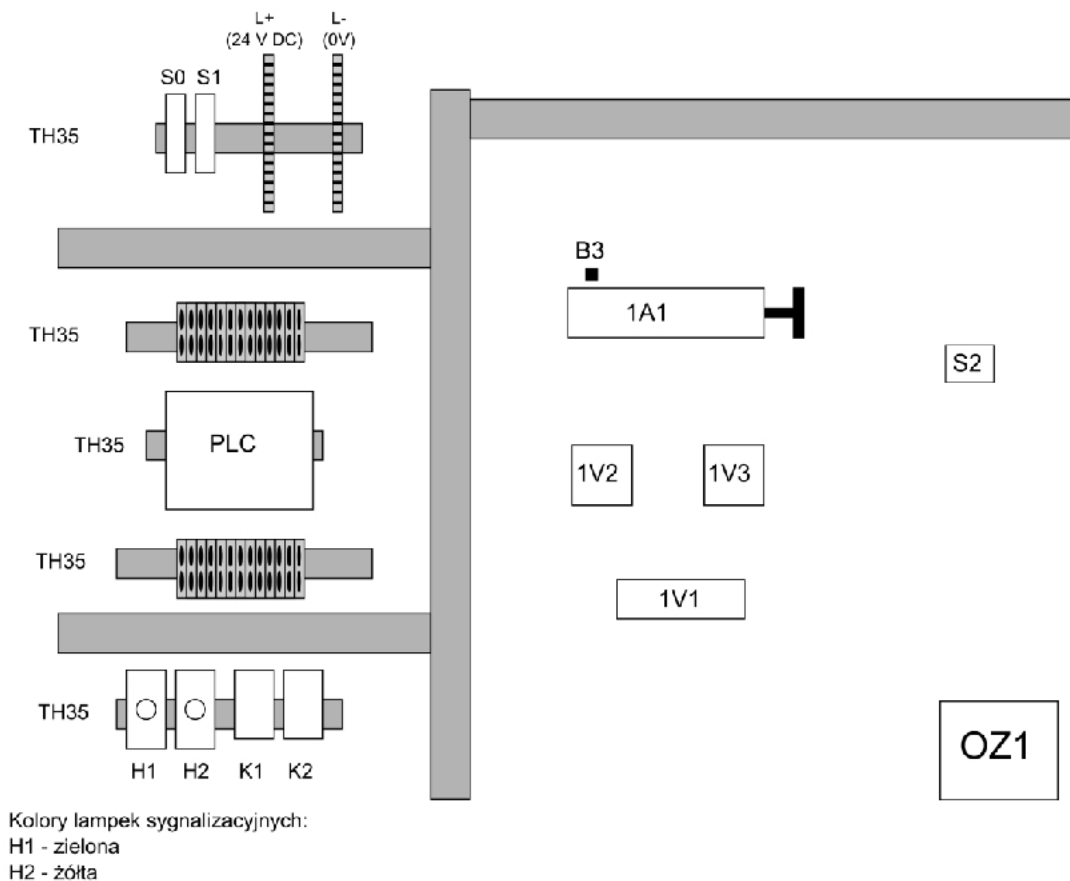 L+ L-
(24 V DC) (0V)
S0 S1
TH35
B3
1A1
TH35
S2
TH35 PLC
1V2 1V3
TH35
1V1
TH35
OZ1
H1 H2 K1 K2
Kolory lampek sygnalizacyjnych:
H1 - zielona
H2 - żółta